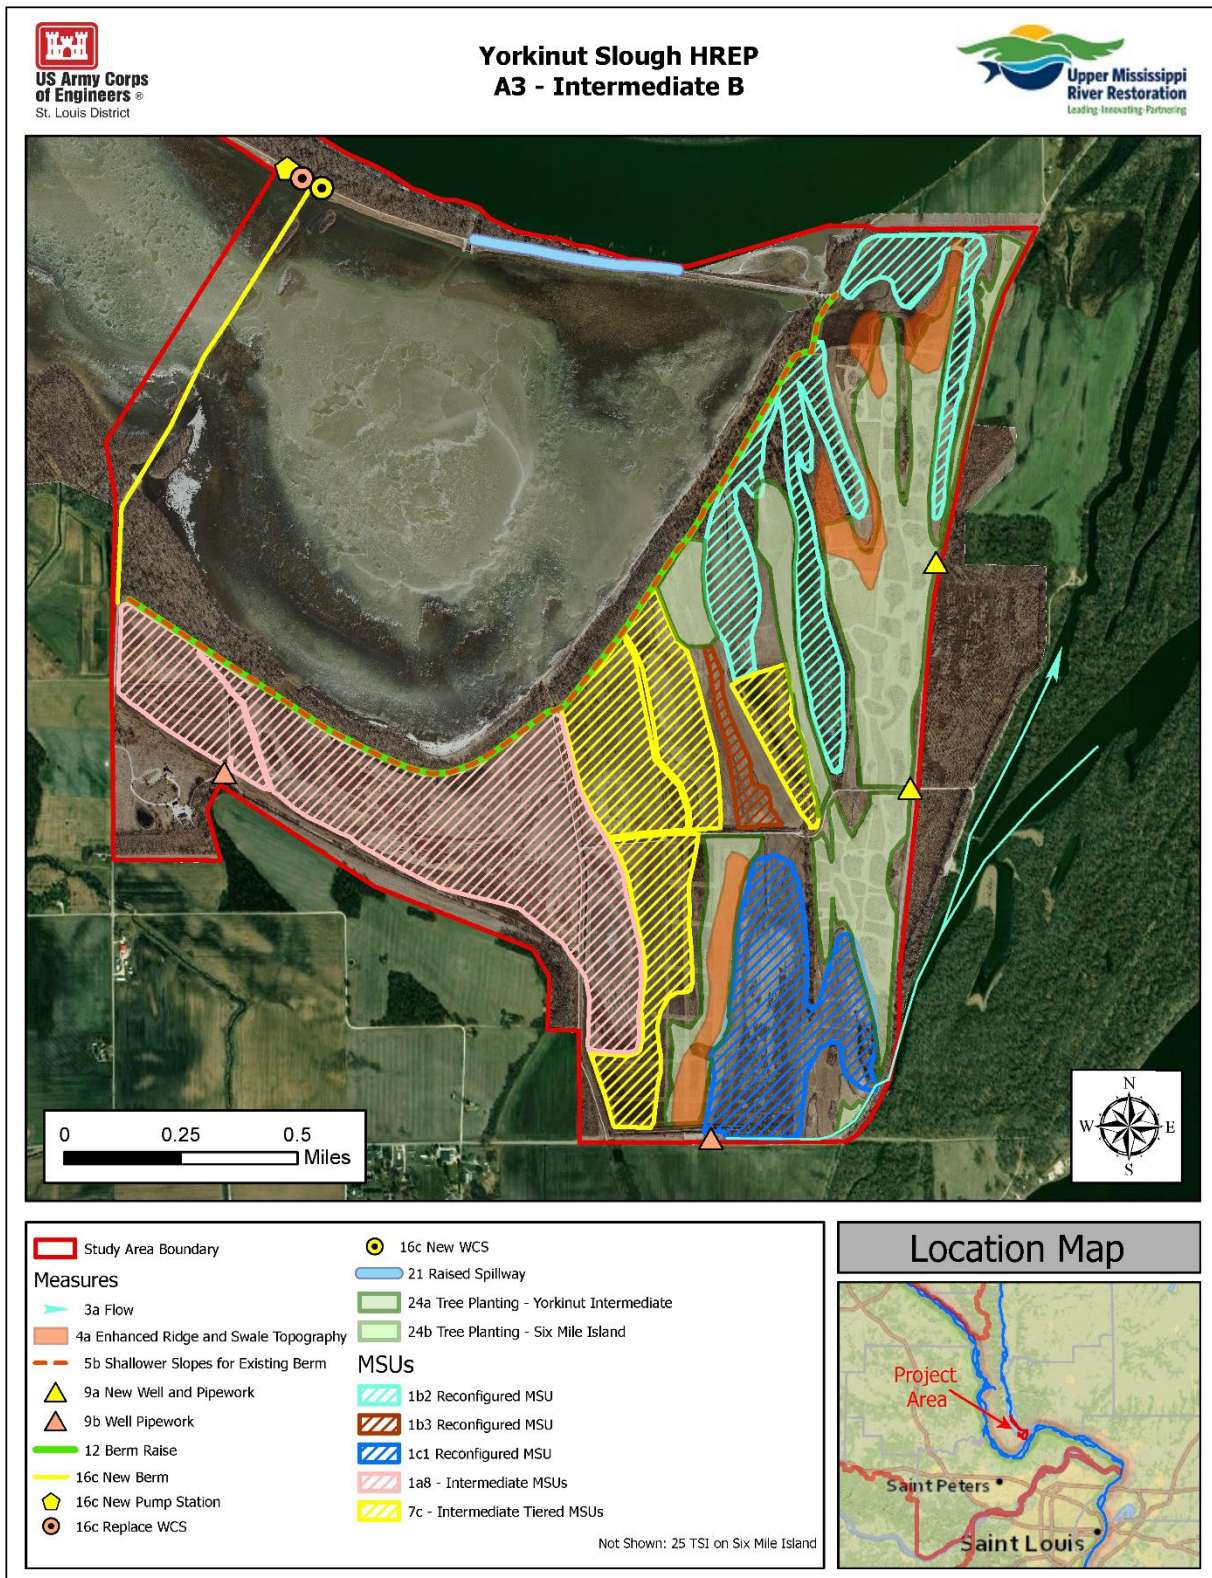 US Army Corps
of Engineers ®
St. Louis District
Yorkinut Slough HREP
A3 - Intermediate B
Upper Mississippi
River Restoration
Leading-Innovating-Partnering
0 0.25 0.5
Miles
N
W E
S
Study Area Boundary
Measures
3a Flow
4a Enhanced Ridge and Swale Topography
5b Shallower Slopes for Existing Berm
9a New Well and Pipework
9b Well Pipework
12 Berm Raise
16c New Berm
16c New Pump Station
16c Replace WCS
16c New WCS
21 Raised Spillway
24a Tree Planting - Yorkinut Intermediate
24b Tree Planting - Six Mile Island
MSUs
1b2 Reconfigured MSU
1b3 Reconfigured MSU
1c1 Reconfigured MSU
1a8 - Intermediate MSUs
7c - Intermediate Tiered MSUs
Not Shown: 25 TSI on Six Mile Island
Location Map
Project
Area
Saint Peters
Saint Louis